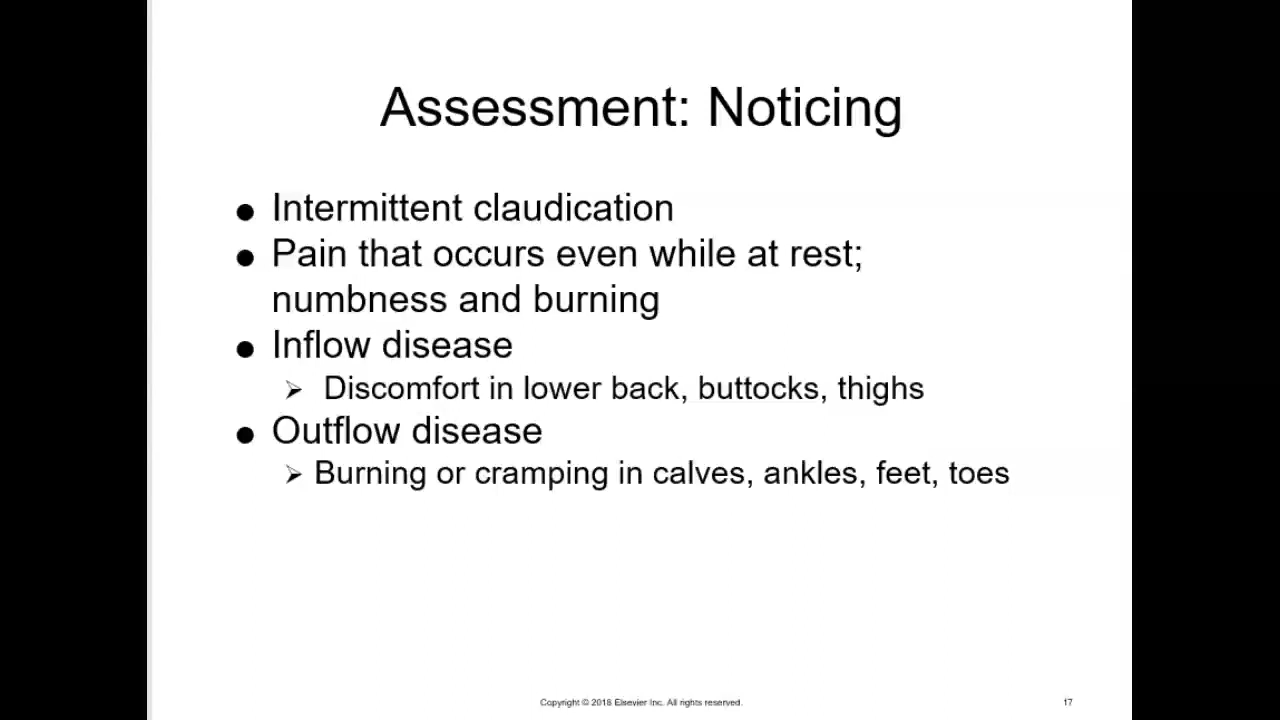 Assessment: Noticing
● Intermittent claudication
● Pain that occurs even while at rest;
numbness and burning
● Inflow disease
➢ Discomfort in lower back, buttocks, thighs
● Outflow disease
➢ Burning or cramping in calves, ankles, feet, toes
Copyright © 2018 Elsevier Inc. All rights reserved.
17